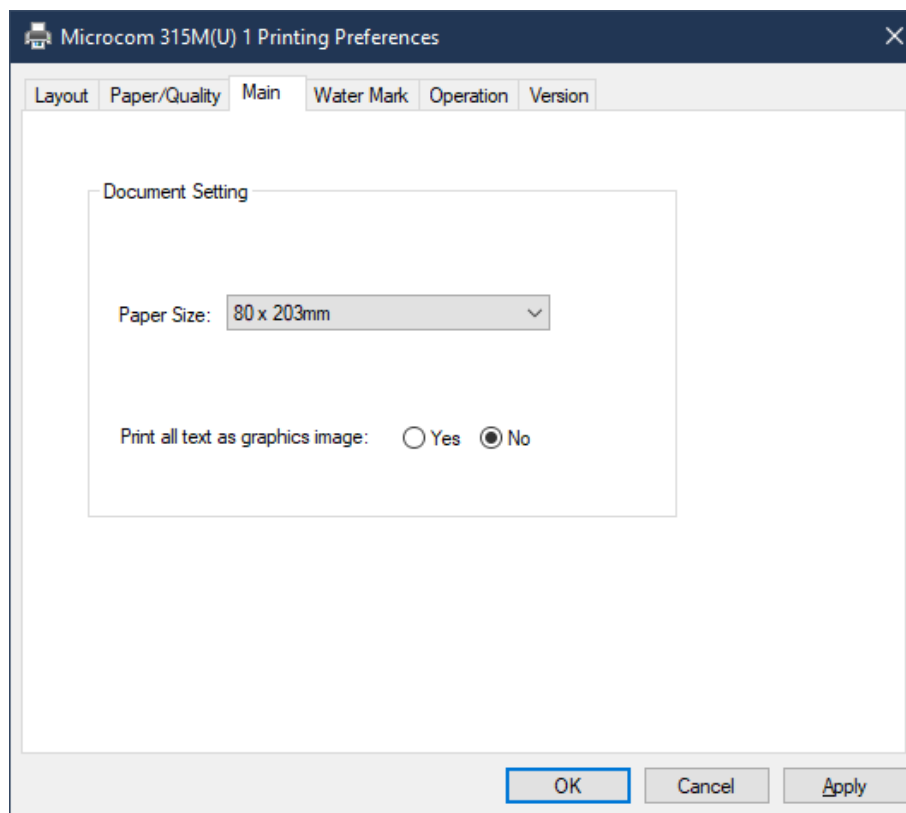 Microcom 315M(U) 1 Printing Preferences
Layout Paper/Quality Main Water Mark Operation Version
Document Setting
Paper Size: 80 x 203mm
Print all text as graphics image: Yes No
OK Cancel Apply